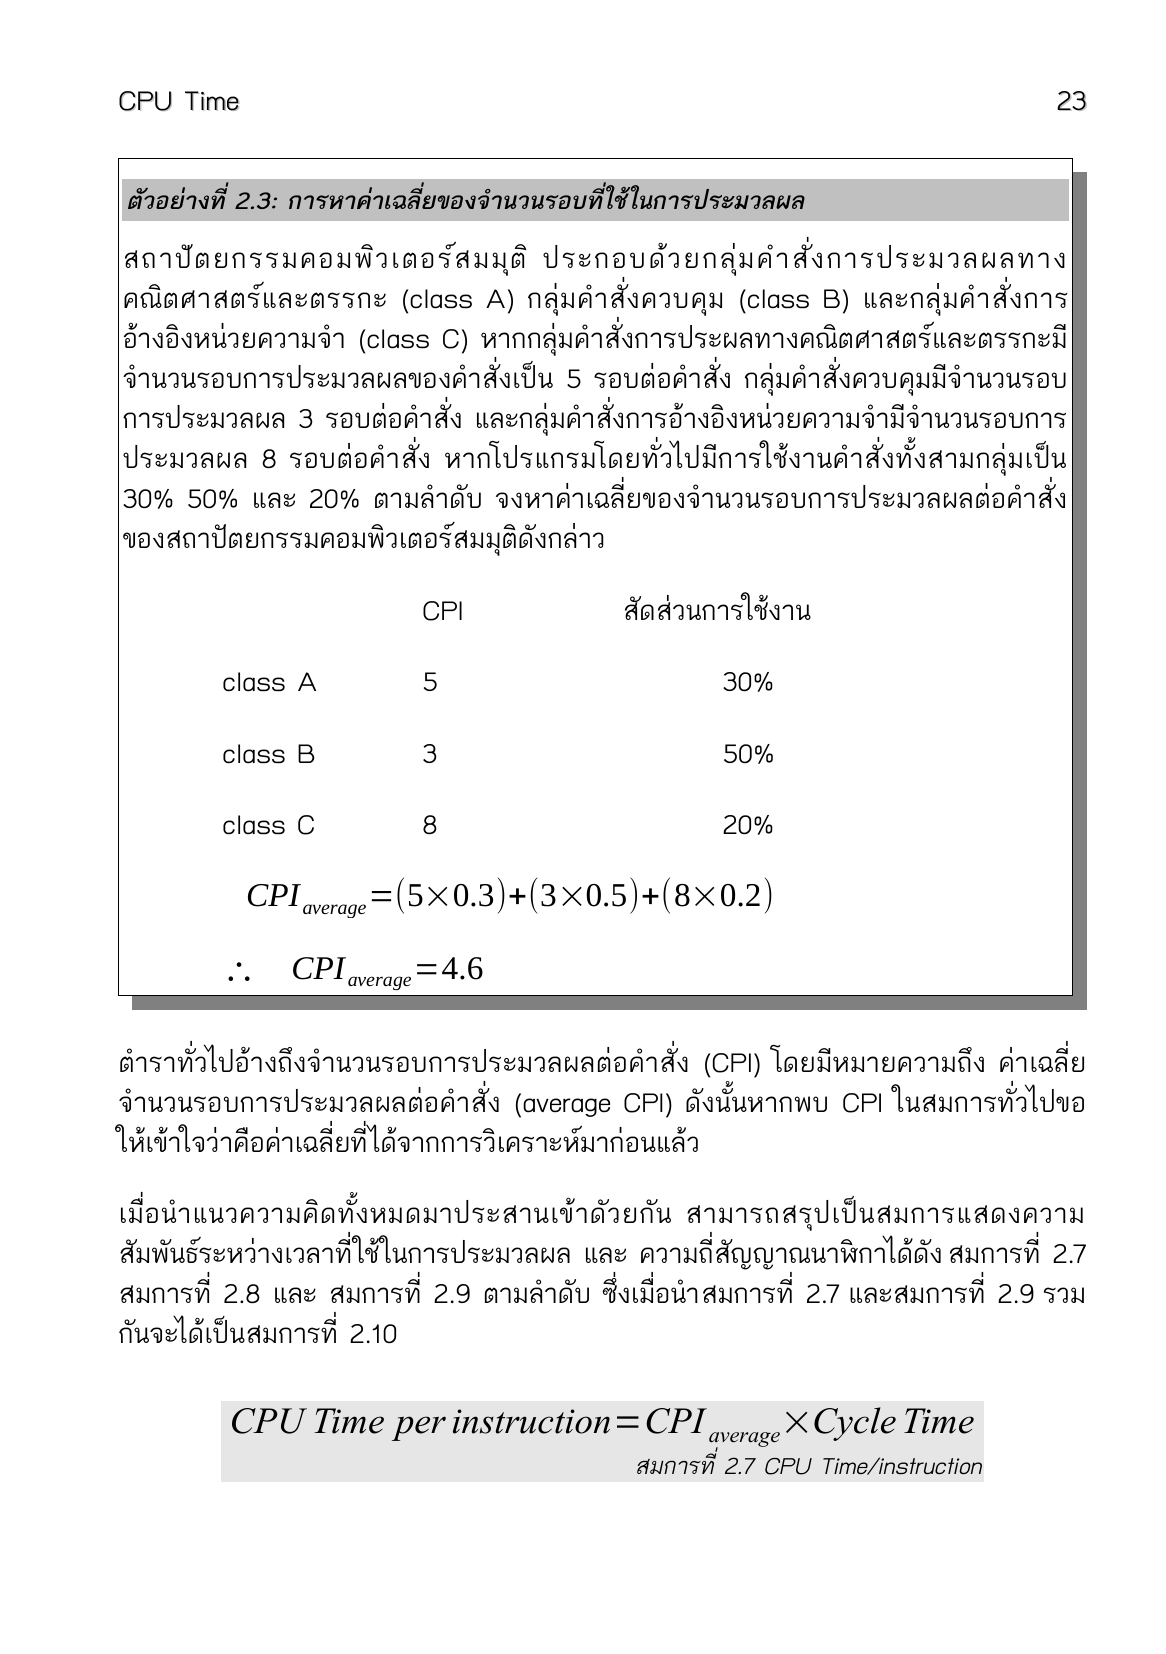 CPU Time 23
ตัวอย่างที่ 2.3: การหาค่าเฉลี่ยของจำนวนรอบที่ใช้ในการประมวลผล
สถาปัตยกรรมคอมพิวเตอร์สมมุติ ประกอบด้วยกลุ่มคำสั่งการประมวลผลทาง
คณิตศาสตร์และตรรกะ (class A) กลุ่มคำสั่งควบคุม (class B) และกลุ่มคำสั่งการ
อ้างอิงหน่วยความจำ (class C) หากกลุ่มคำสั่งการประผลทางคณิตศาสตร์และตรรกะมี
จำนวนรอบการประมวลผลของคำสั่งเป็น 5 รอบต่อคำสั่ง กลุ่มคำสั่งควบคุมมีจำนวนรอบ
การประมวลผล 3 รอบต่อคำสั่ง และกลุ่มคำสั่งการอ้างอิงหน่วยความจำมีจำนวนรอบการ
ประมวลผล 8 รอบต่อคำสั่ง หากโปรแกรมโดยทั่วไปมีการใช้งานคำสั่งทั้งสามกลุ่มเป็น
30% 50% และ 20% ตามลำดับ จงหาค่าเฉลี่ยของจำนวนรอบการประมวลผลต่อคำสั่ง
ของสถาปัตยกรรมคอมพิวเตอร์สมมุติดังกล่าว
CPI สัดส่วนการใช้งาน
class A 5 30%
class B 3 50%
class C 8 20%
CPI average =(5×0.3)+(3×0.5)+(8×0.2)
∴ CPI average =4.6
ตำราทั่วไปอ้างถึงจำนวนรอบการประมวลผลต่อคำสั่ง (CPI) โดยมีหมายความถึง ค่าเฉลี่ย
จำนวนรอบการประมวลผลต่อคำสั่ง (average CPI) ดังนั้นหากพบ CPI ในสมการทั่วไปขอ
ให้เข้าใจว่าคือค่าเฉลี่ยที่ได้จากการวิเคราะห์มาก่อนแล้ว
เมื่อนำแนวความคิดทั้งหมดมาประสานเข้าด้วยกัน สามารถสรุปเป็นสมการแสดงความ
สัมพันธ์ระหว่างเวลาที่ใช้ในการประมวลผล และ ความถี่สัญญาณนาฬิกาได้ดัง สมการที่ 2.7
สมการที่ 2.8 และ สมการที่ 2.9 ตามลำดับ ซึ่งเมื่อนำสมการที่ 2.7 และสมการที่ 2.9 รวม
กันจะได้เป็นสมการที่ 2.10
CPU Time per instruction=CPI average ×Cycle Time
สมการที่ 2.7 CPU Time/instruction